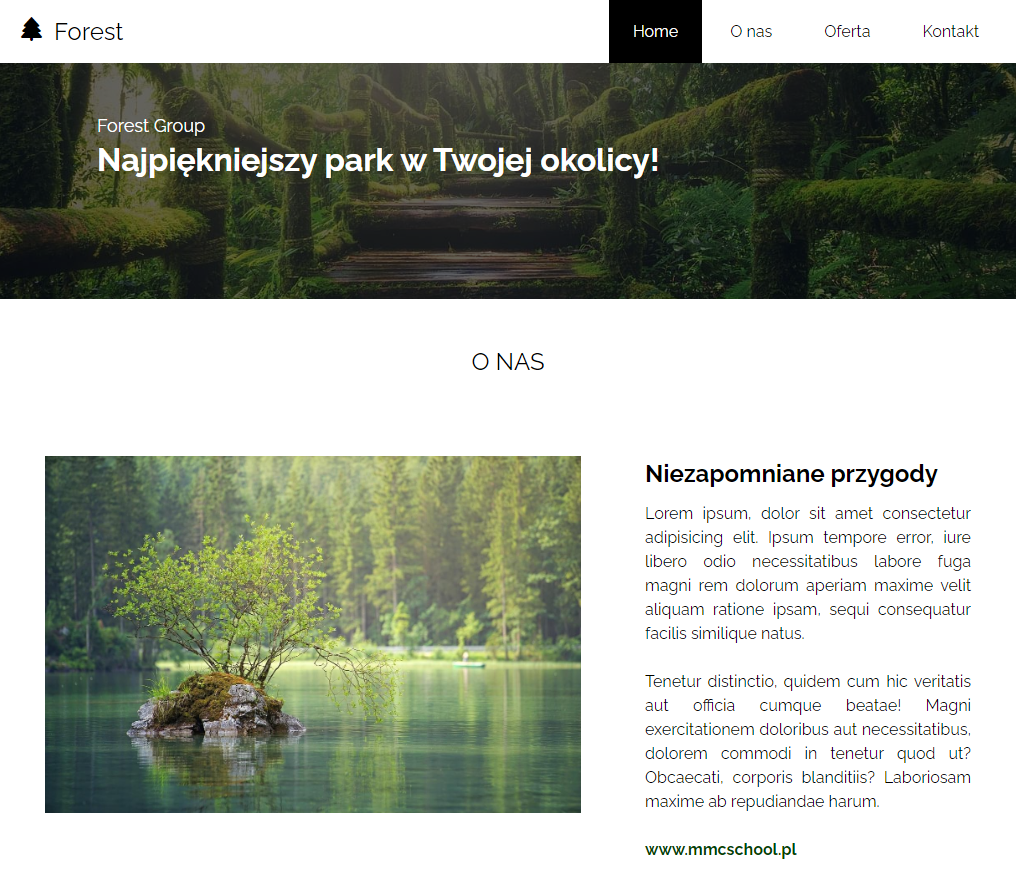 Forest
Home
O nas
Oferta
Kontakt
Forest Group
Najpiękniejszy park w Twojej okolicy!
O NAS
Niezapomniane przygody
Lorem ipsum, dolor sit amet consectetur
adipisicing elit. Ipsum tempore error, iure
libero odio necessitatibus labore fuga
magni rem dolorum aperiam maxime velit
aliquam ratione ipsam, sequi consequatur
facilis similique natus.
Tenetur distinctio, quidem cum hic veritatis
aut officia cumque beatae! Magni
exercitationem doloribus aut necessitatibus,
dolorem commodi in tenetur quod ut?
Obcaecati, corporis blanditiis? Laboriosam
maxime ab repudiandae harum.
www.mmcschool.pl